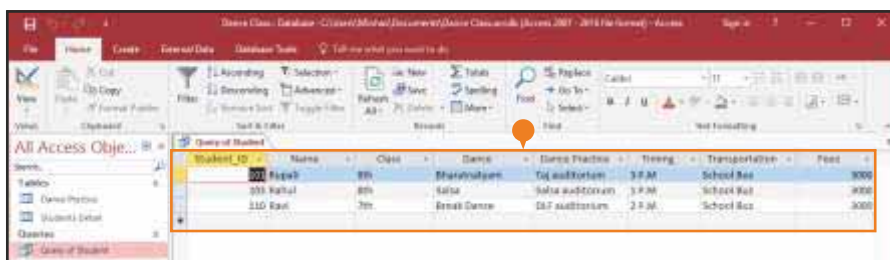 Dance Class : Database - C:\Users\Mishal\Documents\Dance Class.accdb (Access 2007 - 2016 file format) - Access Sign in ?
File Home Create External Data Database Tools Tell me what you want to do
View Paste Cut Copy Format Painter Filter Ascending Descending Remove Sort Selection Advanced Toggle Filter Refresh All New Save Delete Totals Spelling More Find Replace Go To Select Calibri 11 B I U A
Views Clipboard Sort & Filter Records Find Text Formatting
All Access Obje... Query of Student
Search...
Student_ID Name Class Dance Dance Practice Timing Transportation Fees
Tables
101 Rupali 8th Bharatnatyam Taj auditorium 3 P.M School Bus 3000
Dance Practice
103 Rahul 8th Salsa Salsa auditorium 3 P.M School Bus 3000
Students Detail
110 Ravi 7th Break Dance DLF auditorium 2 P.M School Bus 3000
Queries
Query of Student